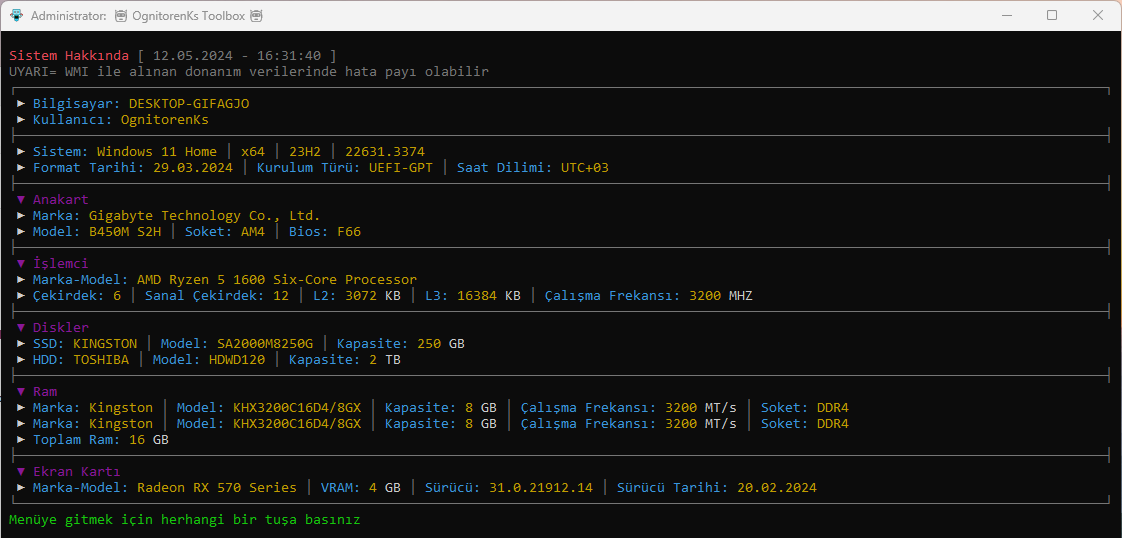 Administrator: OgnitorenKs Toolbox
Sistem Hakkında [ 12.05.2024 - 16:31:40 ]
UYARI= WMI ile alınan donanım verilerinde hata payı olabilir
► Bilgisayar: DESKTOP-GIFAGJO
► Kullanıcı: OgnitorenKs
► Sistem: Windows 11 Home │ x64 │ 23H2 │ 22631.3374
► Format Tarihi: 29.03.2024 │ Kurulum Türü: UEFI-GPT │ Saat Dilimi: UTC+03
▼ Anakart
► Marka: Gigabyte Technology Co., Ltd.
► Model: B450M S2H │ Soket: AM4 │ Bios: F66
▼ İşlemci
► Marka-Model: AMD Ryzen 5 1600 Six-Core Processor
► Çekirdek: 6 │ Sanal Çekirdek: 12 │ L2: 3072 KB │ L3: 16384 KB │ Çalışma Frekansı: 3200 MHZ
▼ Diskler
► SSD: KINGSTON │ Model: SA2000M8250G │ Kapasite: 250 GB
► HDD: TOSHIBA │ Model: HDWD120 │ Kapasite: 2 TB
▼ Ram
► Marka: Kingston │ Model: KHX3200C16D4/8GX │ Kapasite: 8 GB │ Çalışma Frekansı: 3200 MT/s │ Soket: DDR4
► Marka: Kingston │ Model: KHX3200C16D4/8GX │ Kapasite: 8 GB │ Çalışma Frekansı: 3200 MT/s │ Soket: DDR4
► Toplam Ram: 16 GB
▼ Ekran Kartı
► Marka-Model: Radeon RX 570 Series │ VRAM: 4 GB │ Sürücü: 31.0.21912.14 │ Sürücü Tarihi: 20.02.2024
Menüye gitmek için herhangi bir tuşa basınız